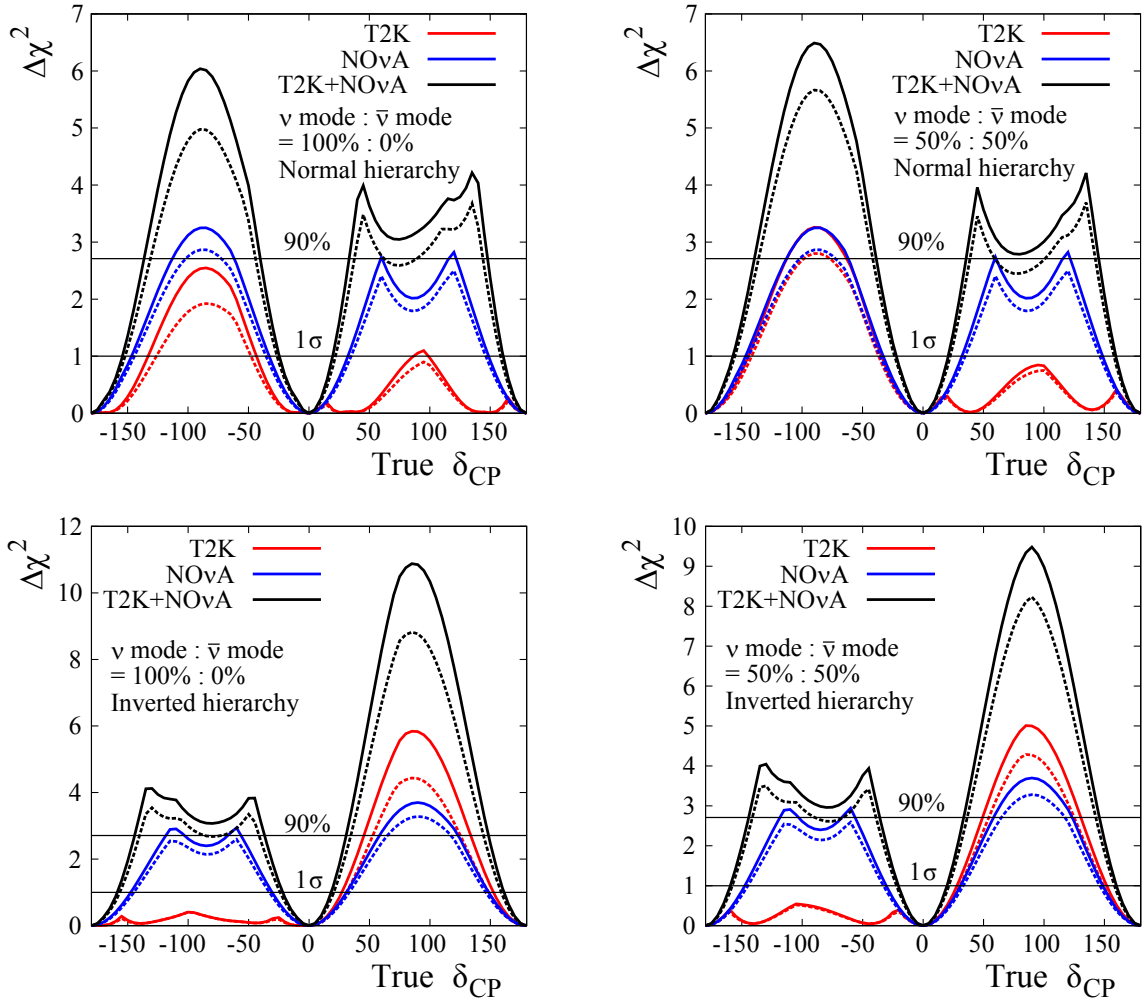 7
6
5
4
3
2
1
0
Δχ²
T2K
NOνA
T2K+NOνA
ν mode : ν̅ mode
= 100% : 0%
Normal hierarchy
90%
1σ
-150 -100 -50 0 50 100 150
True δCP
7
6
5
4
3
2
1
0
Δχ²
T2K
NOνA
T2K+NOνA
ν mode : ν̅ mode
= 50% : 50%
Normal hierarchy
90%
1σ
-150 -100 -50 0 50 100 150
True δCP
12
10
8
6
4
2
0
Δχ²
T2K
NOνA
T2K+NOνA
ν mode : ν̅ mode
= 100% : 0%
Inverted hierarchy
90%
1σ
-150 -100 -50 0 50 100 150
True δCP
10
9
8
7
6
5
4
3
2
1
0
Δχ²
T2K
NOνA
T2K+NOνA
ν mode : ν̅ mode
= 50% : 50%
Inverted hierarchy
90%
1σ
-150 -100 -50 0 50 100 150
True δCP